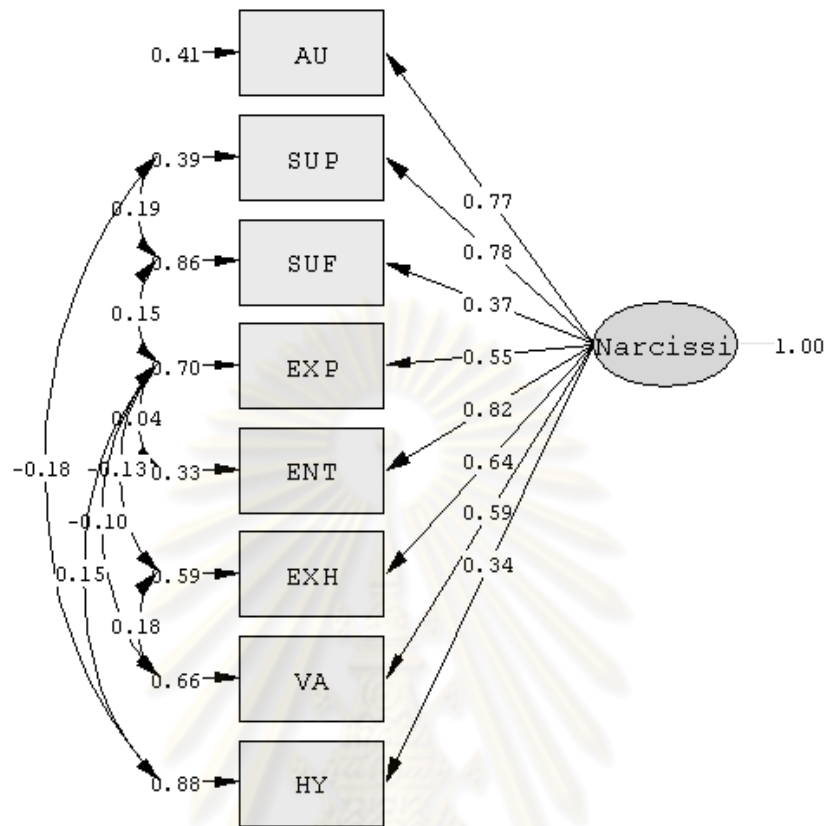 0.41 AU
0.39 SUP
0.77
0.19
0.78
0.86 SUF
0.37
0.15
0.70 EXP
0.55
Narcissi 1.00
0.04
0.82
-0.18 -0.13 0.33 ENT
0.64
-0.10
0.59
0.15 0.59 EXH
0.34
0.18
0.66 VA
0.88 HY